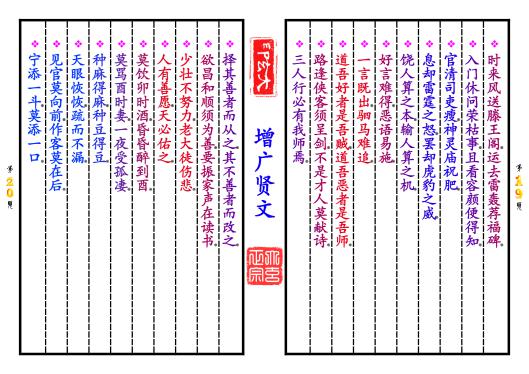 时来风送滕王阁,运去雷轰荐福碑。
入门休问荣枯事,且看容颜便得知。
官清司吏瘦,神灵庙祝肥。
息却雷霆之怒,罢却虎豹之威。
饶人算之本,输人算之机。
好言难得,恶语易施。
一言既出,驷马难追。
道吾好者是吾贼,道吾恶者是吾师。
路逢侠客须呈剑,不是才人莫献诗。
三人行必有我师焉。
第19页
增广贤文
择其善者而从之,其不善者而改之。
欲昌和顺须为善,要振家声在读书。
少壮不努力,老大徒伤悲。
人有善愿,天必佑之。
莫饮卯时酒,昏昏醉到酉。
莫骂酉时妻,一夜受孤凄。
种麻得麻,种豆得豆。
天眼恢恢,疏而不漏。
见官莫向前,作客莫在后。
宁添一斗,莫添一口。
第20页